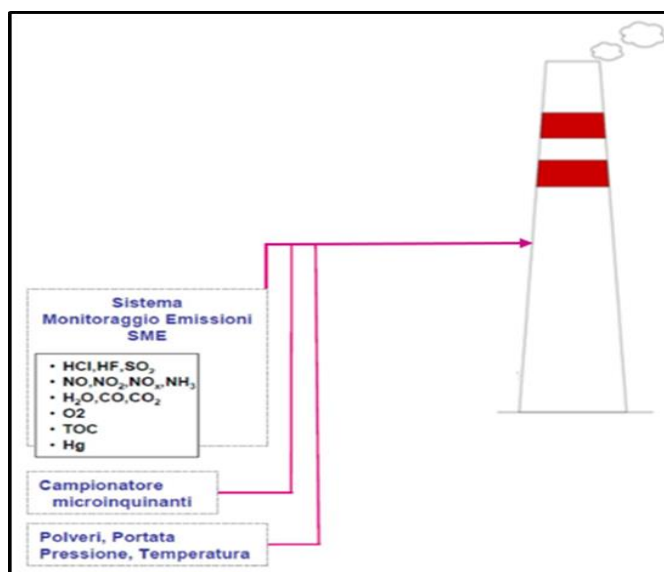 Sistema
Monitoraggio Emissioni
SME
• HCl,HF,SO₂
• NO,NO₂,NOₓ,NH₃
• H₂O,CO,CO₂
• O2
• TOC
• Hg
Campionatore
microinquinanti
Polveri, Portata
Pressione, Temperatura